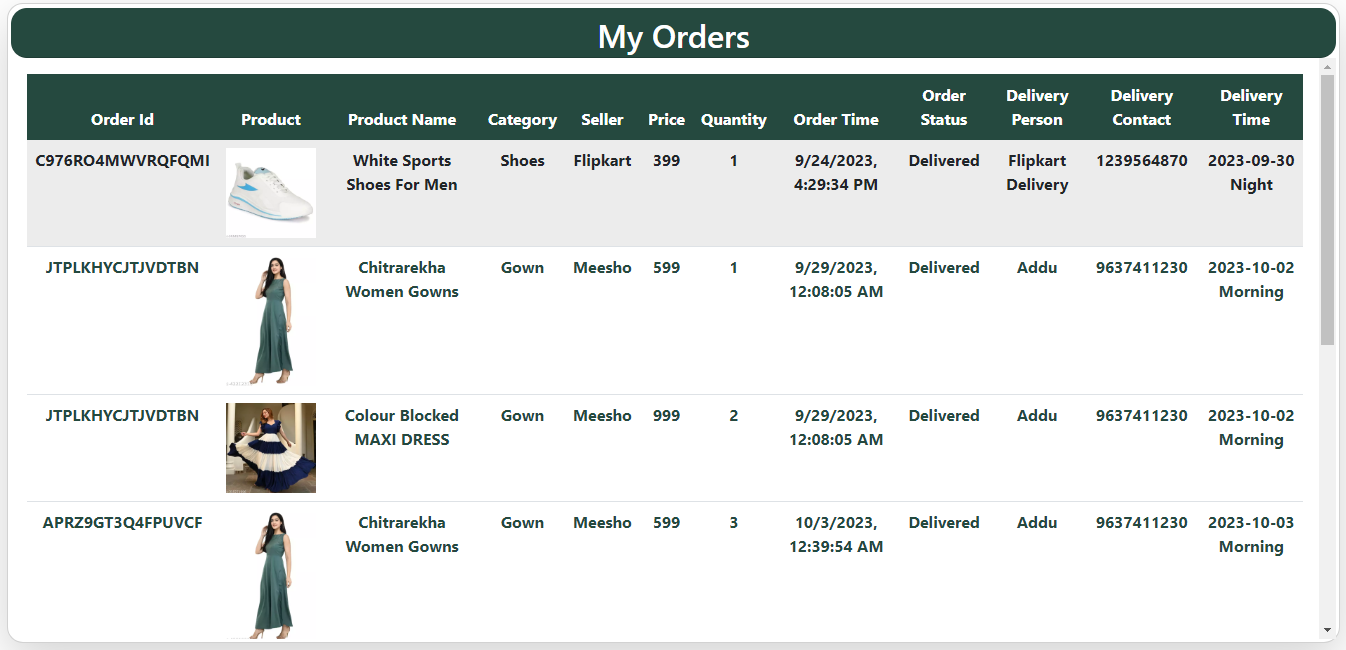 My Orders
Order Id Product Product Name Category Seller Price Quantity Order Time Order Status Delivery Person Delivery Contact Delivery Time
C976RO4MWVRQFQMI White Sports Shoes For Men Shoes Flipkart 399 1 9/24/2023, 4:29:34 PM Delivered Flipkart Delivery 1239564870 2023-09-30 Night
JTPLKHYCJTJVDTBN Chitrarekha Women Gowns Gown Meesho 599 1 9/29/2023, 12:08:05 AM Delivered Addu 9637411230 2023-10-02 Morning
JTPLKHYCJTJVDTBN Colour Blocked MAXI DRESS Gown Meesho 999 2 9/29/2023, 12:08:05 AM Delivered Addu 9637411230 2023-10-02 Morning
APRZ9GT3Q4FPUVCF Chitrarekha Women Gowns Gown Meesho 599 3 10/3/2023, 12:39:54 AM Delivered Addu 9637411230 2023-10-03 Morning